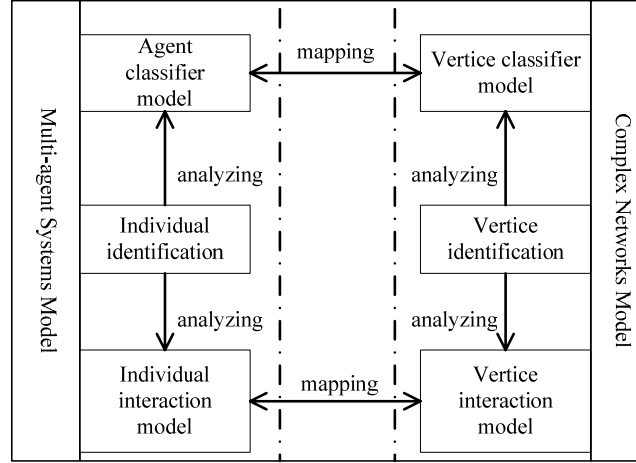 Multi-agent Systems Model
Agent
classifier
model
mapping
Vertice classifier
model
analyzing
analyzing
Individual
identification
Vertice
identification
analyzing
analyzing
Individual
interaction
model
mapping
Vertice
interaction
model
Complex Networks Model